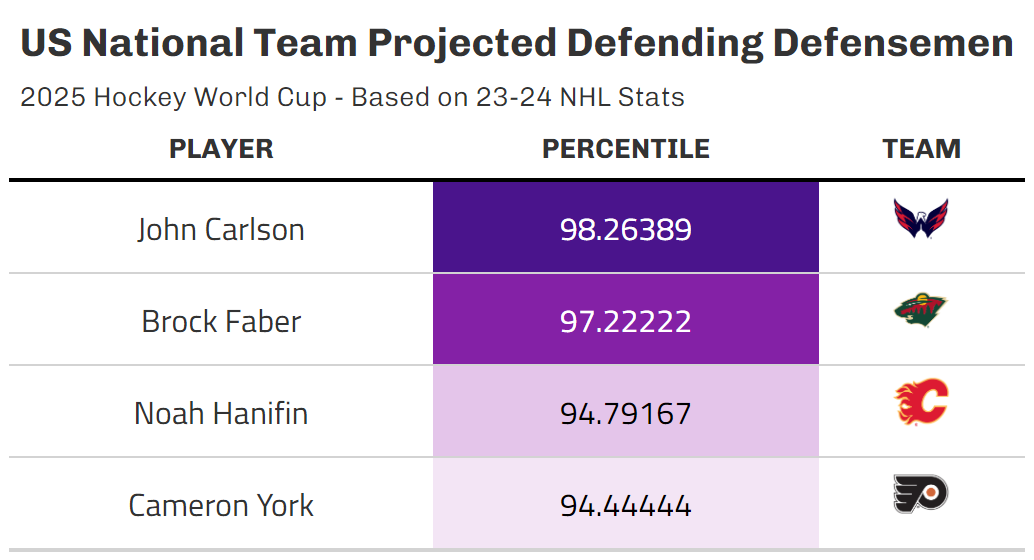 US National Team Projected Defending Defensemen
2025 Hockey World Cup - Based on 23-24 NHL Stats
PLAYER PERCENTILE TEAM
John Carlson 98.26389
Brock Faber 97.22222
Noah Hanifin 94.79167
Cameron York 94.44444